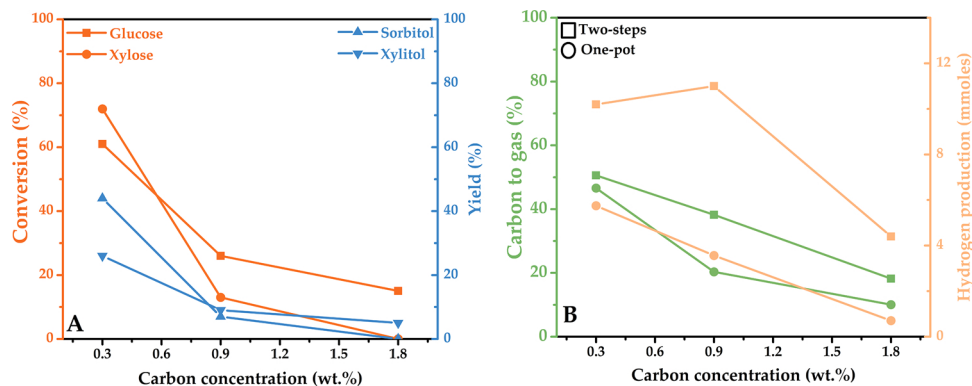 Glucose
Xylose
Sorbitol
Xylitol
Conversion (%)
100
80
60
40
20
0
Yield (%)
100
80
60
40
20
0
A
0.3 0.6 0.9 1.2 1.5 1.8
Carbon concentration (wt.%)
Two-steps
One-pot
Carbon to gas (%)
100
80
60
40
20
0
Hydrogen production (mmoles)
12
8
4
0
B
0.3 0.6 0.9 1.2 1.5 1.8
Carbon concentration (wt.%)